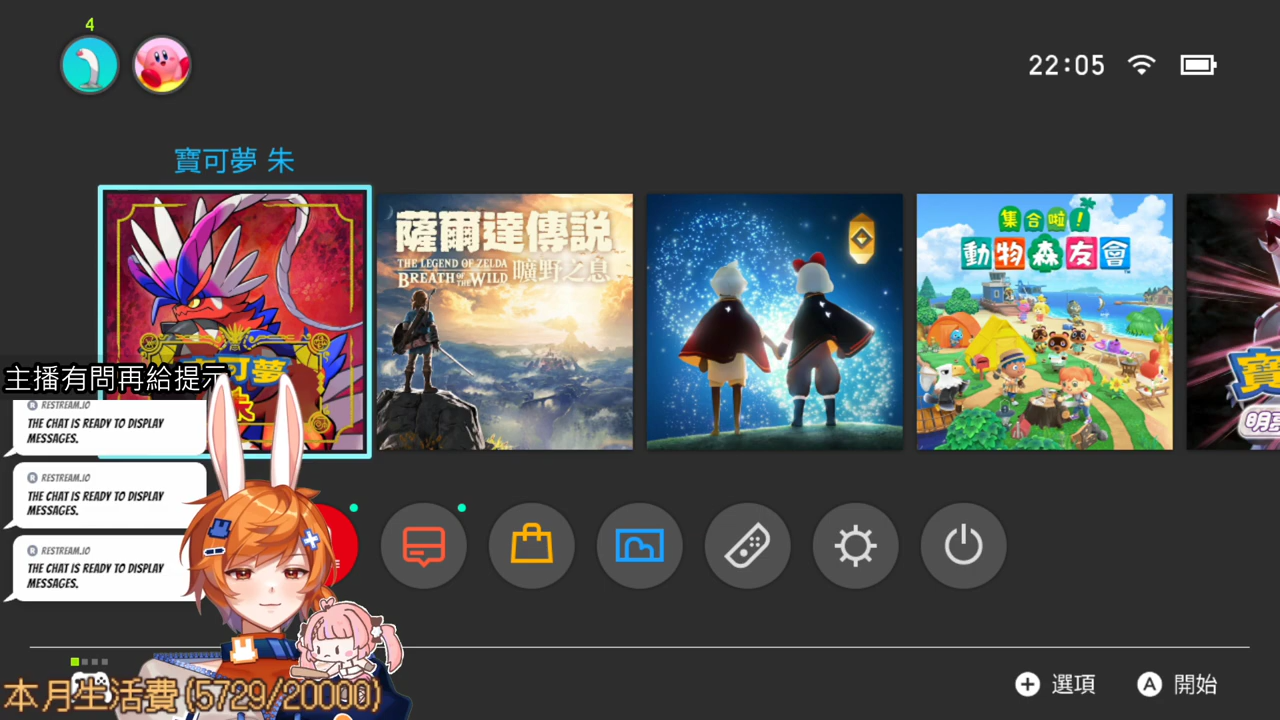 4
22:05
寶可夢 朱
薩爾達傳說
THE LEGEND OF ZELDA
BREATH OF THE WILD 曠野之息
集合啦!
動物森友會
主播有問再給提示
RESTREAM.IO
THE CHAT IS READY TO DISPLAY
MESSAGES.
RESTREAM.IO
THE CHAT IS READY TO DISPLAY
MESSAGES.
RESTREAM.IO
THE CHAT IS READY TO DISPLAY
MESSAGES.
本月生活費(5729/20000)
選項
A 開始